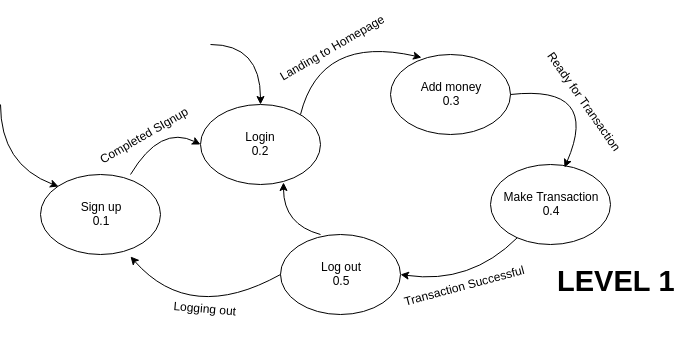 Landing to Homepage
Ready for Transaction
Add money
0.3
Completed SIgnup
Login
0.2
Make Transaction
0.4
Sign up
0.1
Log out
0.5
Transaction Successful
LEVEL 1
Logging out